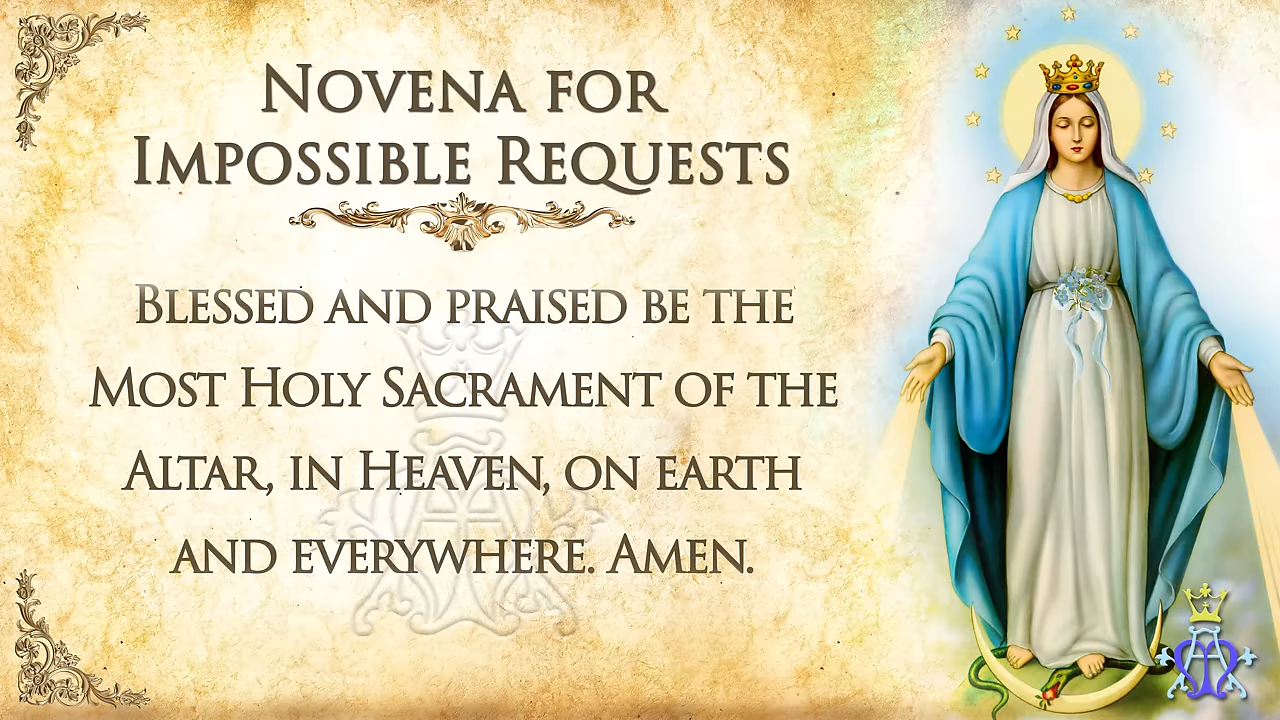 Novena for
Impossible Requests
Blessed and praised be the
Most Holy Sacrament of the
Altar, in Heaven, on earth
and everywhere. Amen.